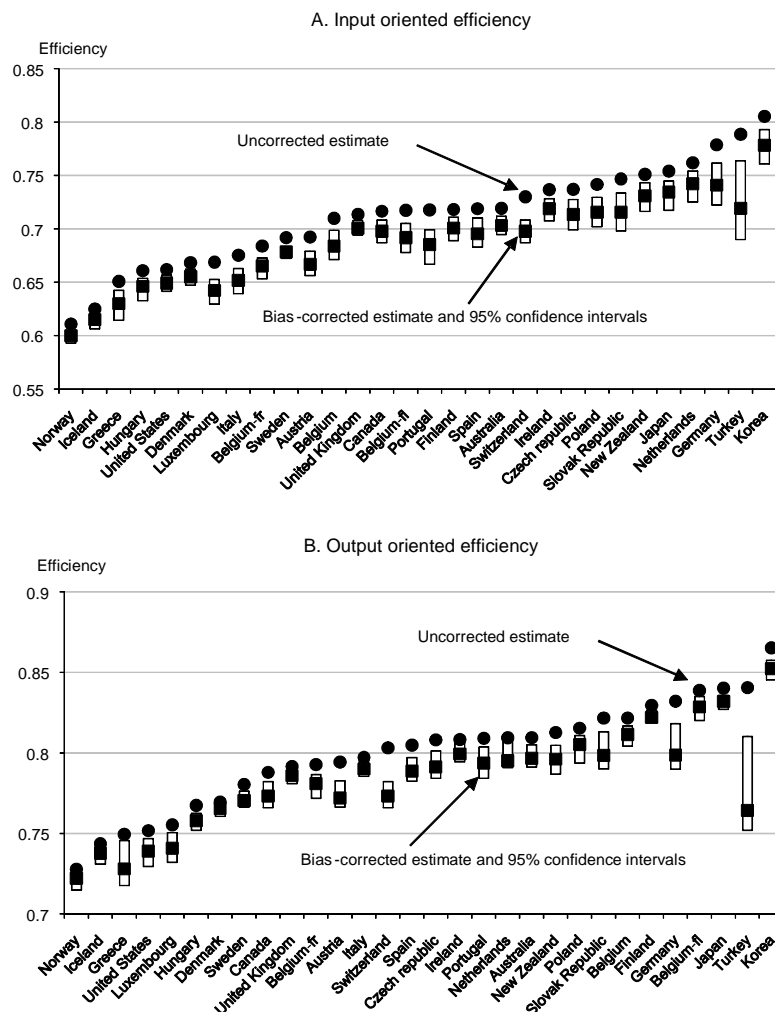 A. Input oriented efficiency
Efficiency
0.85
0.8
0.75
0.7
0.65
0.6
0.55
Uncorrected estimate
Bias-corrected estimate and 95% confidence intervals
Norway
Iceland
Greece
Hungary
United States
Denmark
Luxembourg
Italy
Belgium-fr
Sweden
Austria
Belgium
United Kingdom
Canada
Belgium-fl
Portugal
Finland
Spain
Australia
Switzerland
Ireland
Czech republic
Poland
Slovak Republic
New Zealand
Japan
Netherlands
Germany
Turkey
Korea
B. Output oriented efficiency
Efficiency
0.9
0.85
0.8
0.75
0.7
Uncorrected estimate
Bias-corrected estimate and 95% confidence intervals
Norway
Iceland
Greece
United States
Luxembourg
Hungary
Denmark
Sweden
Canada
United Kingdom
Belgium-fr
Austria
Italy
Switzerland
Spain
Czech republic
Ireland
Portugal
Netherlands
Australia
New Zealand
Poland
Slovak Republic
Belgium
Finland
Germany
Belgium-fl
Japan
Turkey
Korea